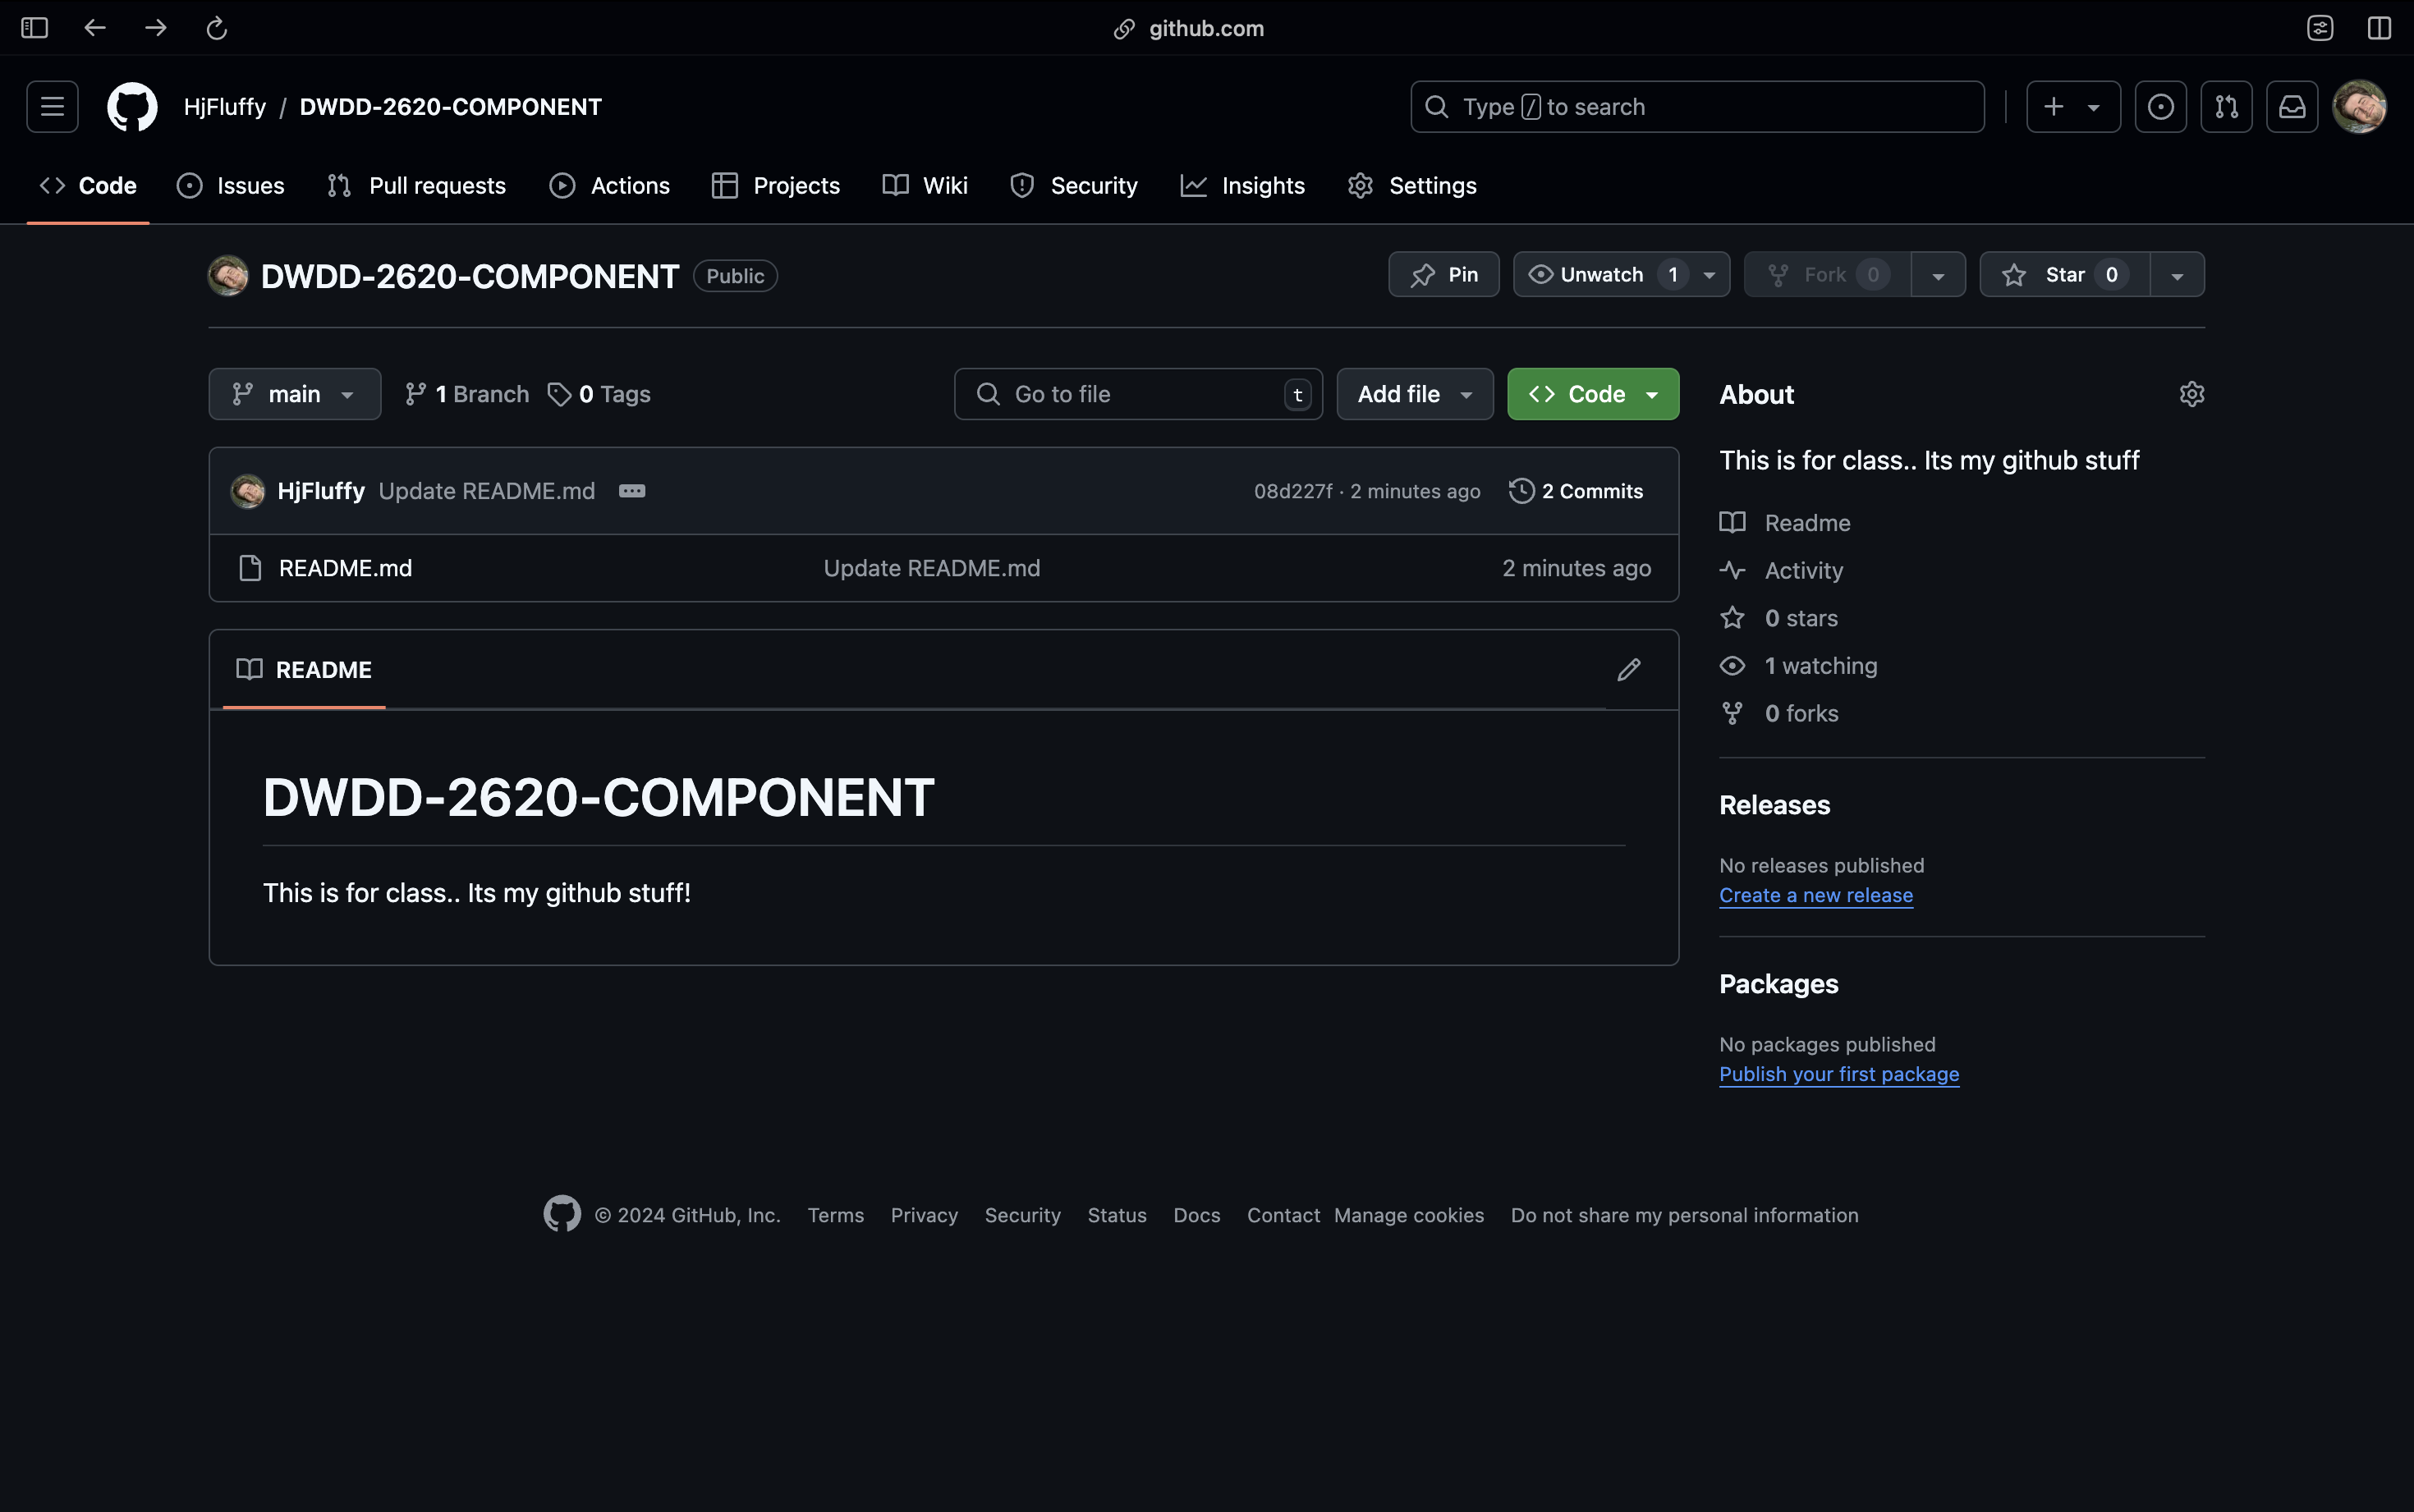 github.com
HjFluffy / DWDD-2620-COMPONENT
Type / to search
Code Issues Pull requests Actions Projects Wiki Security Insights Settings
DWDD-2620-COMPONENT Public
Pin Unwatch 1 Fork 0 Star 0
main 1 Branch 0 Tags Go to file t Add file Code
HjFluffy Update README.md 08d227f · 2 minutes ago 2 Commits
README.md Update README.md 2 minutes ago
README
DWDD-2620-COMPONENT
This is for class.. Its my github stuff!
About
This is for class.. Its my github stuff
Readme
Activity
0 stars
1 watching
0 forks
Releases
No releases published
Create a new release
Packages
No packages published
Publish your first package
© 2024 GitHub, Inc. Terms Privacy Security Status Docs Contact Manage cookies Do not share my personal information